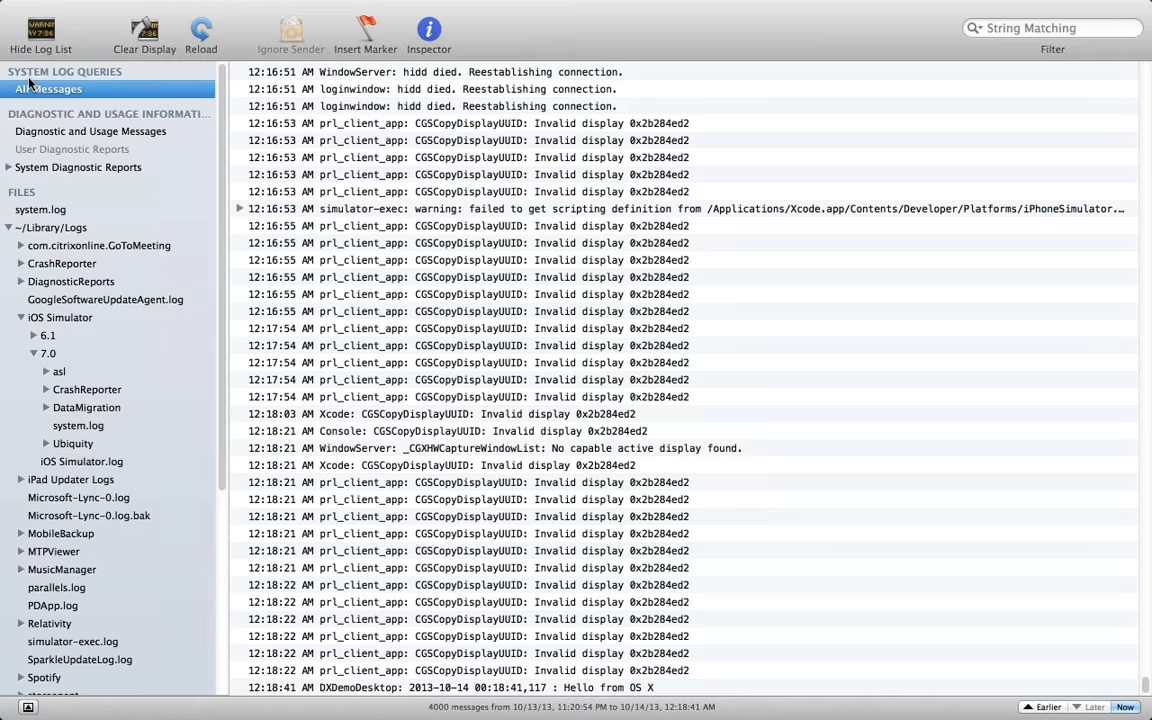 WARNI
AY 7:36
7:36
Hide Log List
Clear Display
Reload
Ignore Sender
Insert Marker
Inspector
String Matching
Filter
SYSTEM LOG QUERIES
All Messages
DIAGNOSTIC AND USAGE INFORMATI...
Diagnostic and Usage Messages
User Diagnostic Reports
System Diagnostic Reports
FILES
system.log
~/Library/Logs
com.citrixonline.GoToMeeting
CrashReporter
DiagnosticReports
GoogleSoftwareUpdateAgent.log
iOS Simulator
6.1
7.0
asl
CrashReporter
DataMigration
system.log
Ubiquity
iOS Simulator.log
iPad Updater Logs
Microsoft-Lync-0.log
Microsoft-Lync-0.log.bak
MobileBackup
MTPViewer
MusicManager
parallels.log
PDApp.log
Relativity
simulator-exec.log
SparkleUpdateLog.log
Spotify
12:16:51 AM WindowServer: hidd died. Reestablishing connection.
12:16:51 AM loginwindow: hidd died. Reestablishing connection.
12:16:51 AM loginwindow: hidd died. Reestablishing connection.
12:16:53 AM prl_client_app: CGSCopyDisplayUUID: Invalid display 0x2b284ed2
12:16:53 AM prl_client_app: CGSCopyDisplayUUID: Invalid display 0x2b284ed2
12:16:53 AM prl_client_app: CGSCopyDisplayUUID: Invalid display 0x2b284ed2
12:16:53 AM prl_client_app: CGSCopyDisplayUUID: Invalid display 0x2b284ed2
12:16:53 AM prl_client_app: CGSCopyDisplayUUID: Invalid display 0x2b284ed2
12:16:53 AM simulator-exec: warning: failed to get scripting definition from /Applications/Xcode.app/Contents/Developer/Platforms/iPhoneSimulator....
12:16:55 AM prl_client_app: CGSCopyDisplayUUID: Invalid display 0x2b284ed2
12:16:55 AM prl_client_app: CGSCopyDisplayUUID: Invalid display 0x2b284ed2
12:16:55 AM prl_client_app: CGSCopyDisplayUUID: Invalid display 0x2b284ed2
12:16:55 AM prl_client_app: CGSCopyDisplayUUID: Invalid display 0x2b284ed2
12:16:55 AM prl_client_app: CGSCopyDisplayUUID: Invalid display 0x2b284ed2
12:16:55 AM prl_client_app: CGSCopyDisplayUUID: Invalid display 0x2b284ed2
12:17:54 AM prl_client_app: CGSCopyDisplayUUID: Invalid display 0x2b284ed2
12:17:54 AM prl_client_app: CGSCopyDisplayUUID: Invalid display 0x2b284ed2
12:17:54 AM prl_client_app: CGSCopyDisplayUUID: Invalid display 0x2b284ed2
12:17:54 AM prl_client_app: CGSCopyDisplayUUID: Invalid display 0x2b284ed2
12:17:54 AM prl_client_app: CGSCopyDisplayUUID: Invalid display 0x2b284ed2
12:18:03 AM Xcode: CGSCopyDisplayUUID: Invalid display 0x2b284ed2
12:18:21 AM Console: CGSCopyDisplayUUID: Invalid display 0x2b284ed2
12:18:21 AM WindowServer: _CGXHWCaptureWindowList: No capable active display found.
12:18:21 AM Xcode: CGSCopyDisplayUUID: Invalid display 0x2b284ed2
12:18:21 AM prl_client_app: CGSCopyDisplayUUID: Invalid display 0x2b284ed2
12:18:21 AM prl_client_app: CGSCopyDisplayUUID: Invalid display 0x2b284ed2
12:18:21 AM prl_client_app: CGSCopyDisplayUUID: Invalid display 0x2b284ed2
12:18:21 AM prl_client_app: CGSCopyDisplayUUID: Invalid display 0x2b284ed2
12:18:21 AM prl_client_app: CGSCopyDisplayUUID: Invalid display 0x2b284ed2
12:18:21 AM prl_client_app: CGSCopyDisplayUUID: Invalid display 0x2b284ed2
12:18:22 AM prl_client_app: CGSCopyDisplayUUID: Invalid display 0x2b284ed2
12:18:22 AM prl_client_app: CGSCopyDisplayUUID: Invalid display 0x2b284ed2
12:18:22 AM prl_client_app: CGSCopyDisplayUUID: Invalid display 0x2b284ed2
12:18:22 AM prl_client_app: CGSCopyDisplayUUID: Invalid display 0x2b284ed2
12:18:22 AM prl_client_app: CGSCopyDisplayUUID: Invalid display 0x2b284ed2
12:18:22 AM prl_client_app: CGSCopyDisplayUUID: Invalid display 0x2b284ed2
12:18:41 AM DXDemoDesktop: 2013-10-14 00:18:41,117 : Hello from OS X
4000 messages from 10/13/13, 11:20:54 PM to 10/14/13, 12:18:41 AM
Earlier
Later
Now